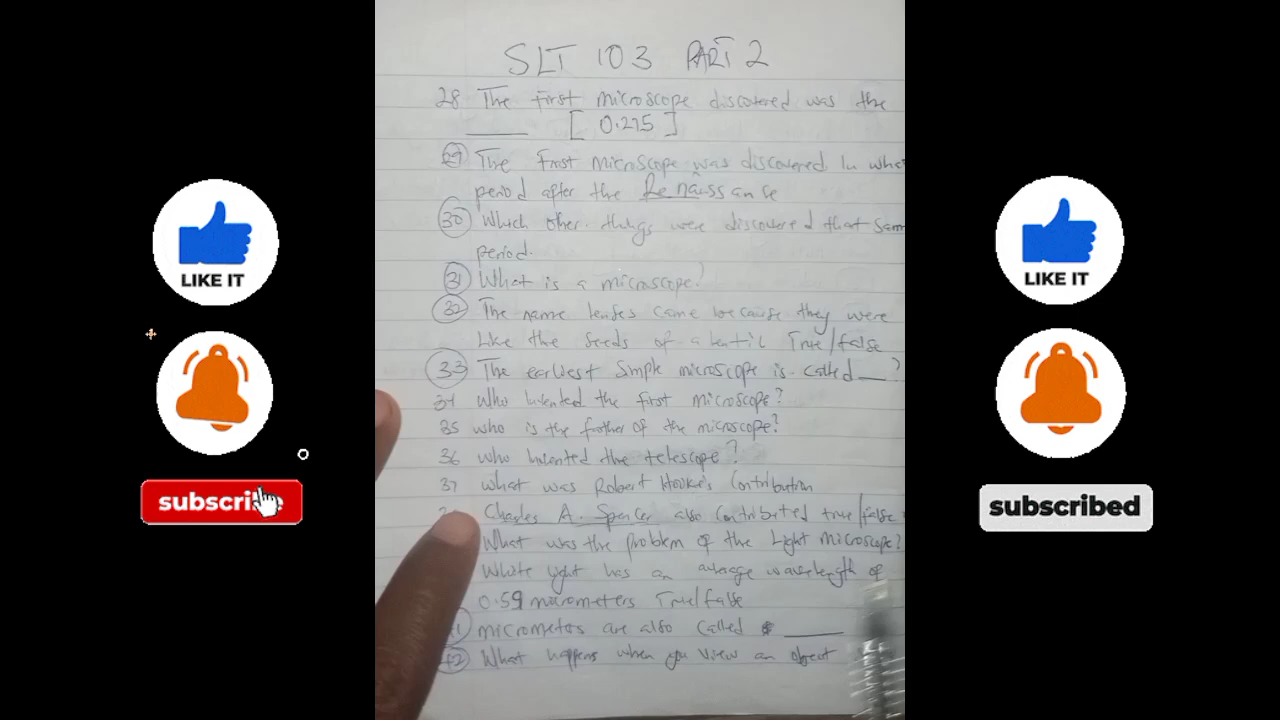 SLT 103 PART 2
28 The first microscope discovered was the
[ 0.275 ]
29 The First microscope was discovered in what
period after the Renaissanse
30 Which other things were discovered that same
period.
31 What is a microscope?
32 The name lenses came because they were
Like the seeds of a lentil True/false
33 The earliest simple microscope is called __ ?
34 Who invented the first microscope?
35 who is the father of the microscope?
36 who invented the telescope?
37 what was Robert Hooke's Contribution
Charles A. Spencer also contributed true/false
What was the problem of the Light microscope?
White light has an average wavelength of
0.59 micrometers True/false
micrometers are also called ____
42 What happens when you view an object
LIKE IT
subscribe
LIKE IT
subscribed